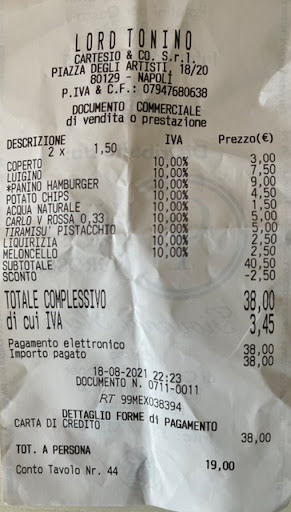 LORD TONINO
CARTESIO & CO. S.r.l.
PIAZZA DEGLI ARTISTI 18/20
80129 - NAPOLI
P.IVA & C.F.: 07947680638
DOCUMENTO COMMERCIALE
di vendita o prestazione
DESCRIZIONE IVA Prezzo(€)
2 x 1,50
COPERTO 10,00% 3,00
LUIGINO 10,00% 7,50
*PANINO HAMBURGER 10,00% 9,00
POTATO CHIPS 10,00% 4,50
ACQUA NATURALE 10,00% 1,50
CARLO V ROSSA 0,33 10,00% 5,00
TIRAMISU' PISTACCHIO 10,00% 5,00
LIQUIRIZIA 10,00% 2,50
MELONCELLO 10,00% 2,50
SUBTOTALE 40,50
SCONTO -2,50
TOTALE COMPLESSIVO 38,00
di cui IVA 3,45
Pagamento elettronico 38,00
Importo pagato 38,00
18-08-2021 22:23
DOCUMENTO N. 0711-0011
RT 99MEX038394
DETTAGLIO FORME di PAGAMENTO
CARTA DI CREDITO 38,00
TOT. A PERSONA 19,00
Conto Tavolo Nr. 44